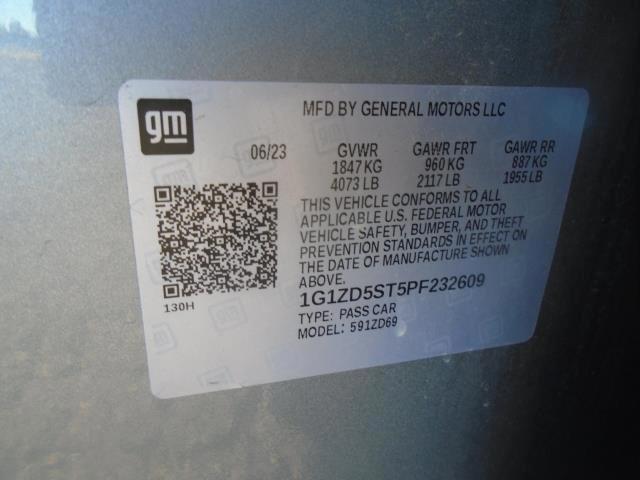 gm
MFD BY GENERAL MOTORS LLC
06/23 GVWR GAWR FRT GAWR RR
1847 KG 960 KG 887 KG
4073 LB 2117 LB 1955 LB
THIS VEHICLE CONFORMS TO ALL
APPLICABLE U.S. FEDERAL MOTOR
VEHICLE SAFETY, BUMPER, AND THEFT
PREVENTION STANDARDS IN EFFECT ON
THE DATE OF MANUFACTURE SHOWN
ABOVE.
130H
1G1ZD5ST5PF232609
TYPE: PASS CAR
MODEL: 591ZD69